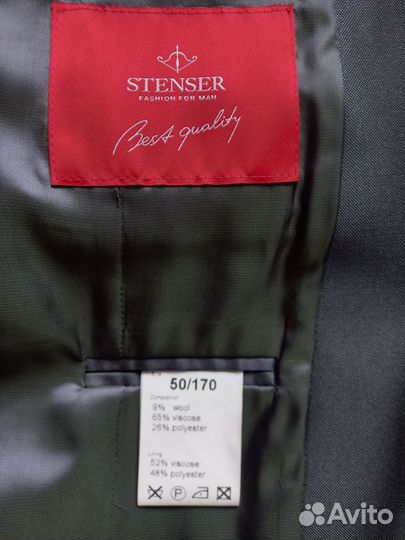 STENSER
FASHION FOR MAN
Best quality
50/170
Composition
9% wool
65% viscose
26% polyester
Lining
52% viscose
48% polyester
P
Avito